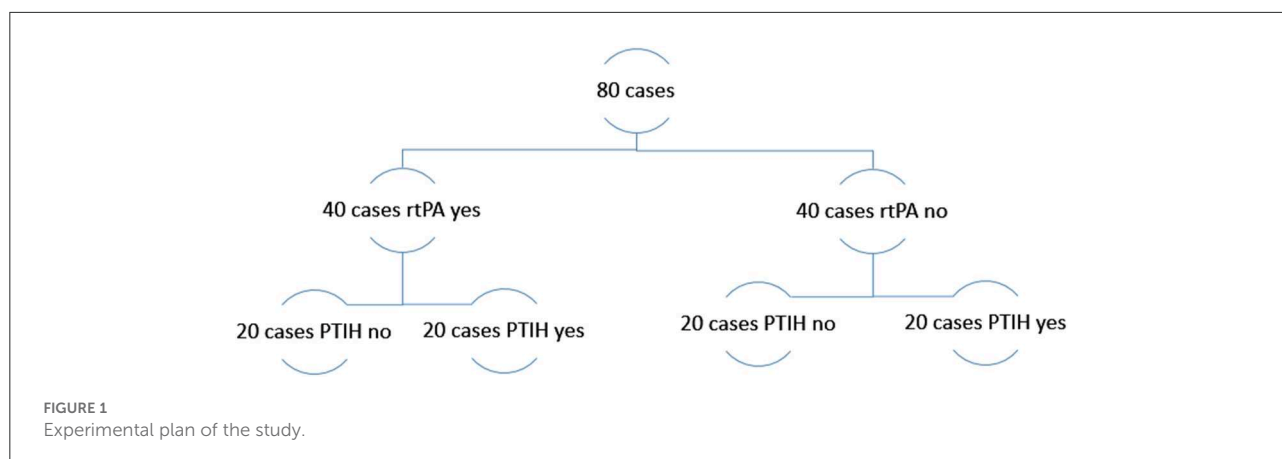 80 cases
40 cases rtPA yes
40 cases rtPA no
20 cases PTIH no
20 cases PTIH yes
20 cases PTIH no
20 cases PTIH yes
FIGURE 1
Experimental plan of the study.